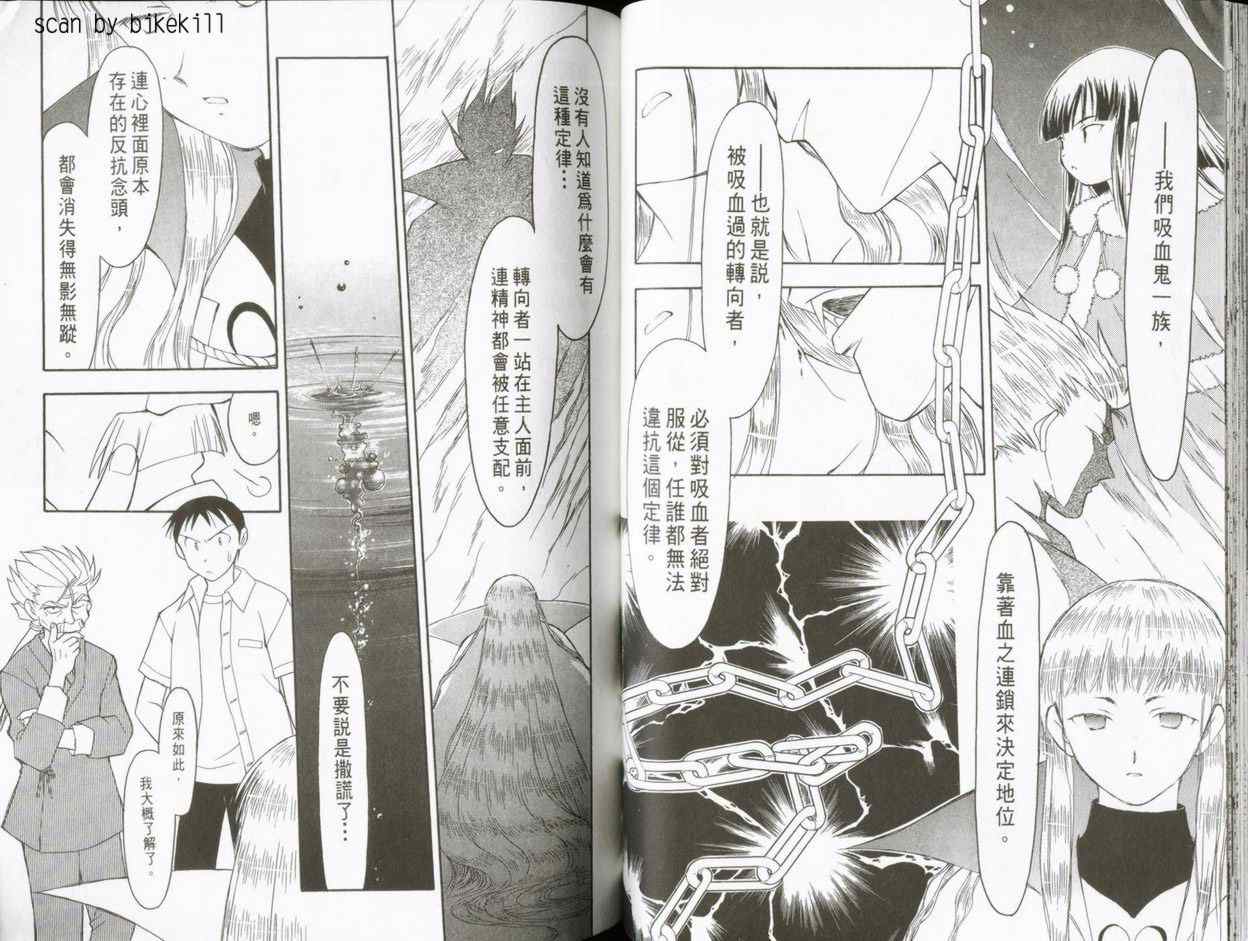 scan by bikekill
——我們吸血鬼一族，
靠著血之連鎖來決定地位。
——也就是說，
被吸血過的轉向者，
必須對吸血者絕對
服從，任誰都無法
違抗這個定律。
沒有人知道為什麼會有
這種定律…
轉向者一站在主人面前，
連精神都會被任意支配。
不要說是撒謊了…
連心裡面原本
存在的反抗念頭，
都會消失得無影無蹤。
嗯。
原來如此，
我大概了解了。